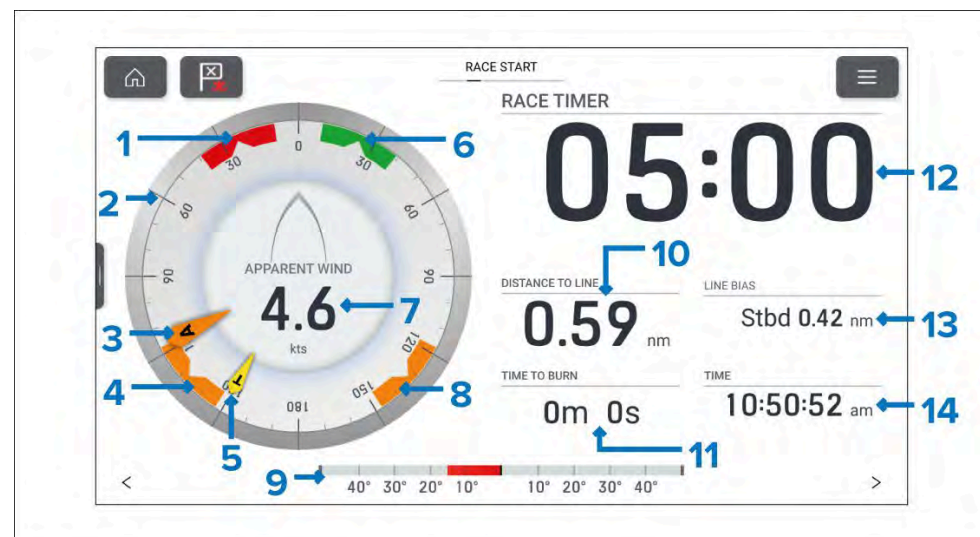 RACE START
RACE TIMER
05:00
1
2
3
4
5
6
7
8
9
10
11
12
13
14
0
30
30
60
60
90
90
120
150
150
180
A
T
APPARENT WIND
4.6
kts
DISTANCE TO LINE
0.59 nm
LINE BIAS
Stbd 0.42 nm
TIME TO BURN
0m 0s
TIME
10:50:52 am
< >
40° 30° 20° 10° 10° 20° 30° 40°